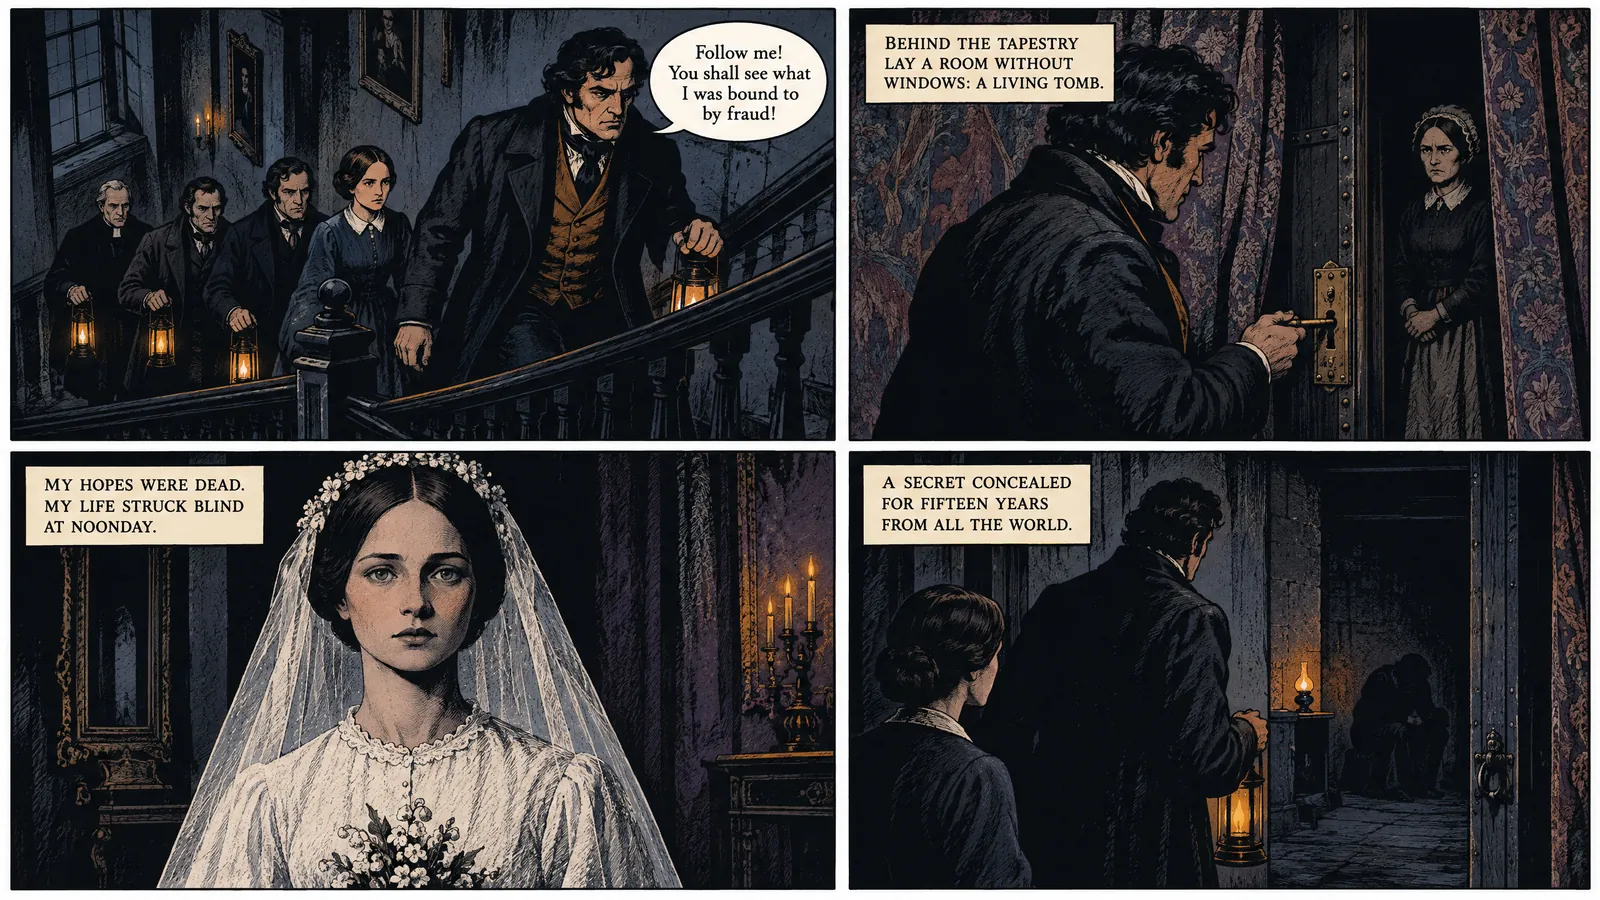 Follow me!
You shall see what
I was bound to
by fraud!
BEHIND THE TAPESTRY
LAY A ROOM WITHOUT
WINDOWS: A LIVING TOMB.
MY HOPES WERE DEAD.
MY LIFE STRUCK BLIND
AT NOONDAY.
A SECRET CONCEALED
FOR FIFTEEN YEARS
FROM ALL THE WORLD.